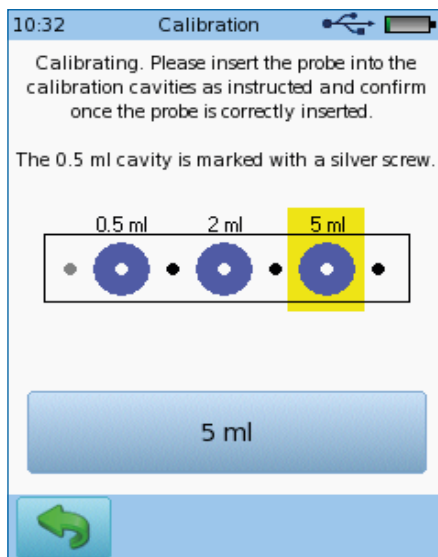 10:32 Calibration
Calibrating. Please insert the probe into the
calibration cavities as instructed and confirm
once the probe is correctly inserted.
The 0.5 ml cavity is marked with a silver screw.
0.5 ml 2 ml 5 ml
5 ml